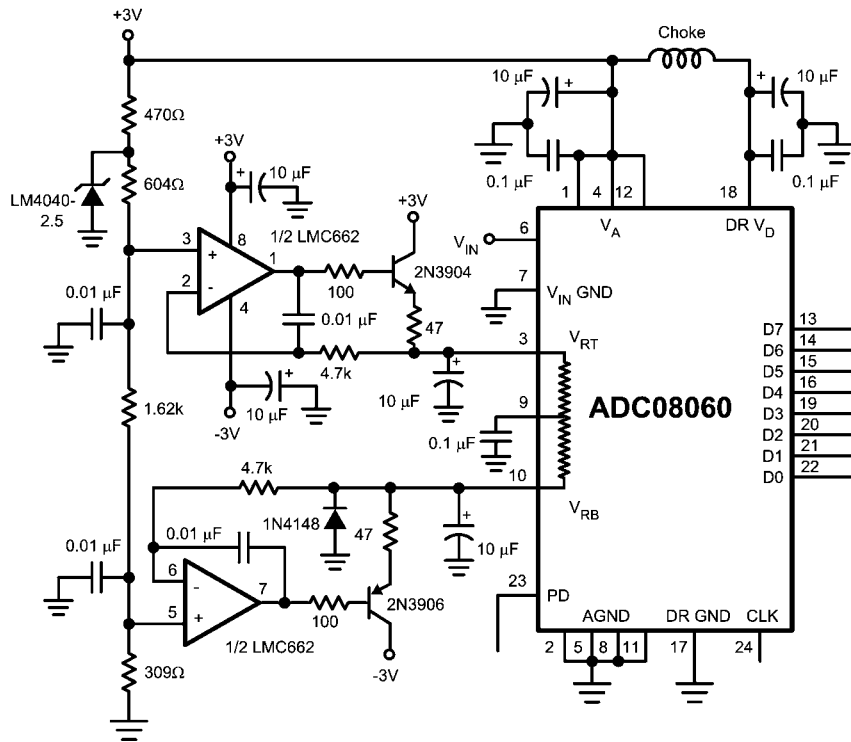 +3V
Choke
10 µF
+
+
10 µF
470Ω
+3V
0.1 µF
0.1 µF
LM4040-
2.5
604Ω
+
10 µF
+3V
1
4
12
18
V_A
DR V_D
3
+
8
1/2 LMC662
1
2
-
4
100
2N3904
V_IN
6
7
V_IN GND
0.01 µF
0.01 µF
47
4.7k
3
V_RT
D7
13
D6
14
D5
15
D4
16
D3
19
D2
20
D1
21
D0
22
+
10 µF
-3V
+
10 µF
9
0.1 µF
ADC08060
1.62k
4.7k
10
V_RB
1N4148
47
+
10 µF
0.01 µF
0.01 µF
6
-
7
5
+
100
2N3906
1/2 LMC662
-3V
309Ω
23
PD
AGND
DR GND
CLK
2
5
8
11
17
24